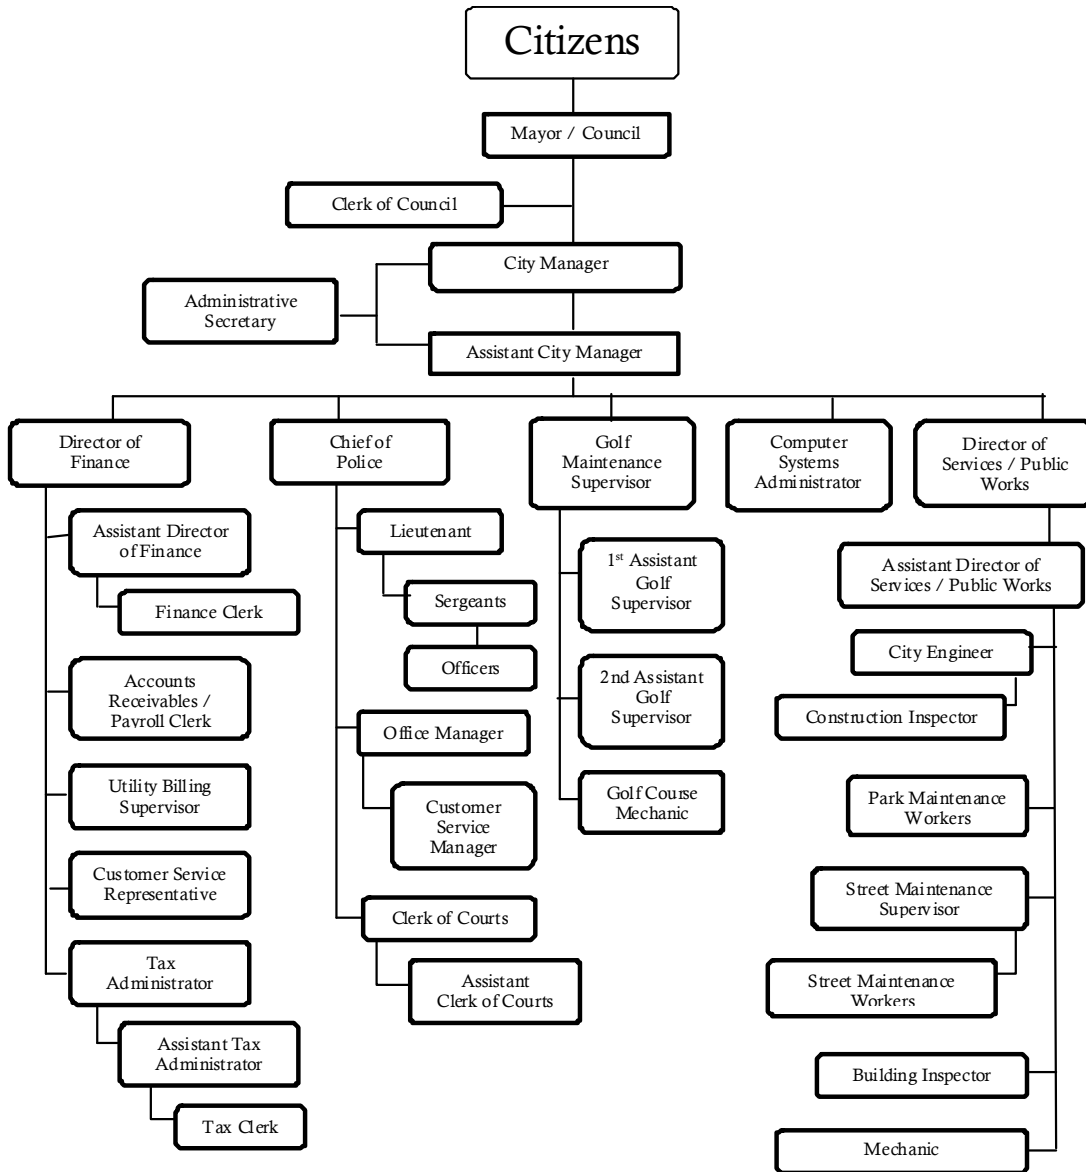 Citizens
Mayor / Council
Clerk of Council
City Manager
Administrative
Secretary
Assistant City Manager
Director of
Finance
Chief of
Police
Golf
Maintenance
Supervisor
Computer
Systems
Administrator
Director of
Services / Public
Works
Assistant Director
of Finance
Finance Clerk
Accounts
Receivables /
Payroll Clerk
Utility Billing
Supervisor
Customer Service
Representative
Tax
Administrator
Assistant Tax
Administrator
Tax Clerk
Lieutenant
Sergeants
Officers
Office Manager
Customer
Service
Manager
Clerk of Courts
Assistant
Clerk of Courts
1st Assistant
Golf
Supervisor
2nd Assistant
Golf
Supervisor
Golf Course
Mechanic
Assistant Director of
Services / Public Works
City Engineer
Construction Inspector
Park Maintenance
Workers
Street Maintenance
Supervisor
Street Maintenance
Workers
Building Inspector
Mechanic